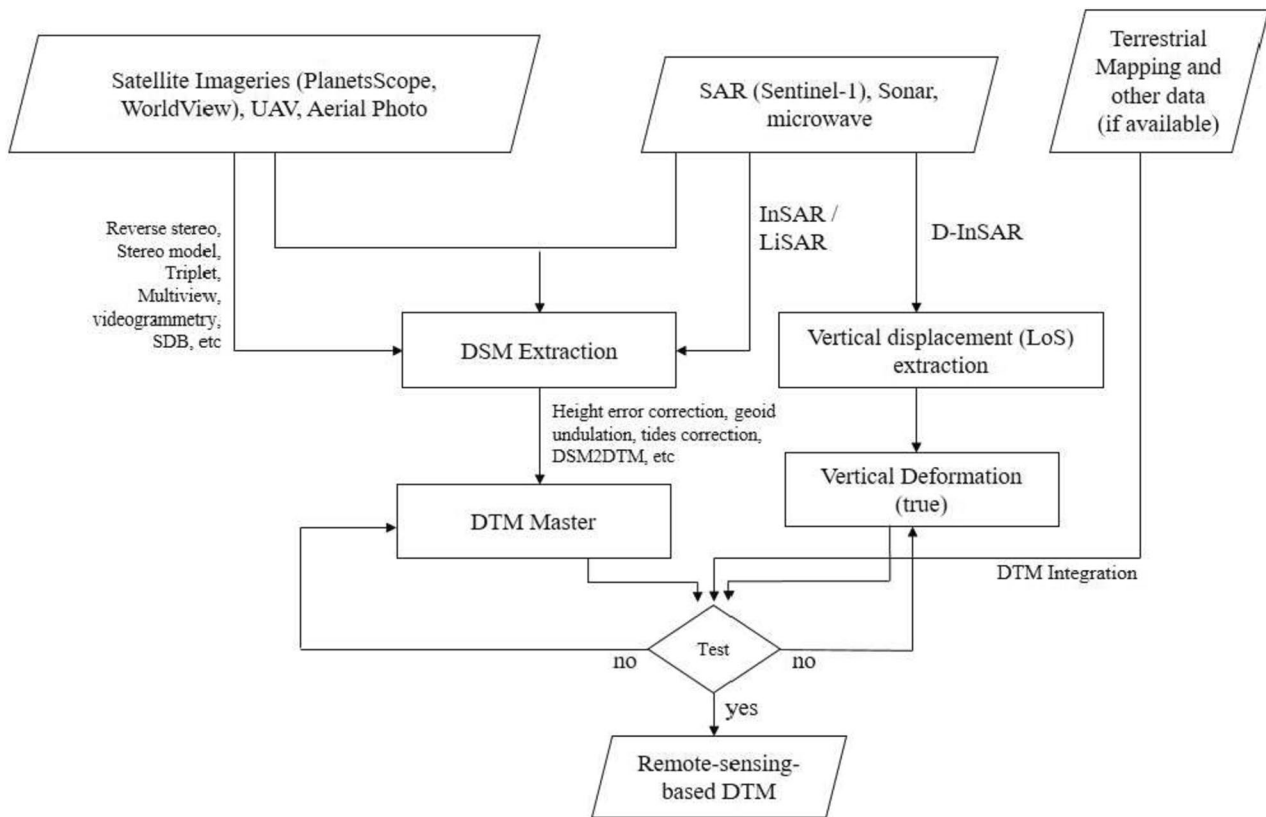 Satellite Imageries (PlanetsScope,
WorldView), UAV, Aerial Photo
SAR (Sentinel-1), Sonar,
microwave
Terrestrial
Mapping and
other data
(if available)
Reverse stereo,
Stereo model,
Triplet,
Multiview,
videogrammetry,
SDB, etc
InSAR /
LiSAR
D-InSAR
DSM Extraction
Vertical displacement (LoS)
extraction
Height error correction, geoid
undulation, tides correction,
DSM2DTM, etc
Vertical Deformation
(true)
DTM Master
DTM Integration
Test
no
no
yes
Remote-sensing-
based DTM